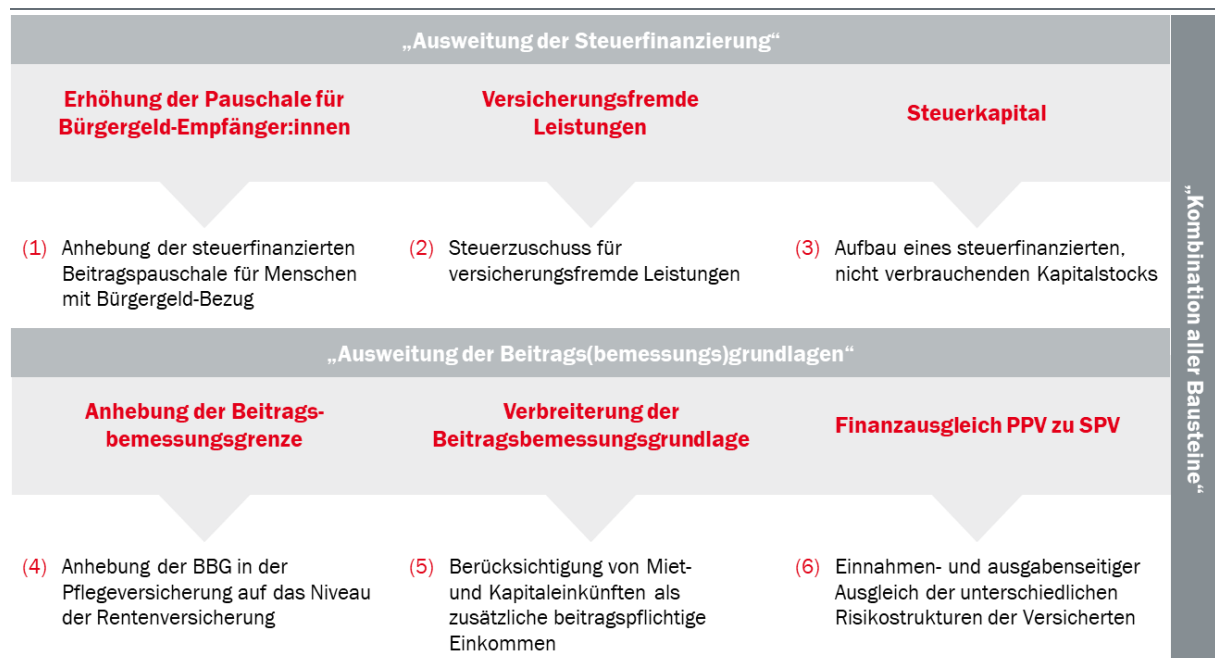 „Ausweitung der Steuerfinanzierung“
Erhöhung der Pauschale für
Bürgergeld-Empfänger:innen
Versicherungsfremde
Leistungen
Steuerkapital
(1) Anhebung der steuerfinanzierten
Beitragspauschale für Menschen
mit Bürgergeld-Bezug
(2) Steuerzuschuss für
versicherungsfremde Leistungen
(3) Aufbau eines steuerfinanzierten,
nicht verbrauchenden Kapitalstocks
„Ausweitung der Beitrags(bemessungs)grundlagen“
Anhebung der Beitrags-
bemessungsgrenze
Verbreiterung der
Beitragsbemessungsgrundlage
Finanzausgleich PPV zu SPV
(4) Anhebung der BBG in der
Pflegeversicherung auf das Niveau
der Rentenversicherung
(5) Berücksichtigung von Miet-
und Kapitaleinkünften als
zusätzliche beitragspflichtige
Einkommen
(6) Einnahmen- und ausgabenseitiger
Ausgleich der unterschiedlichen
Risikostrukturen der Versicherten
„Kombination aller Bausteine“